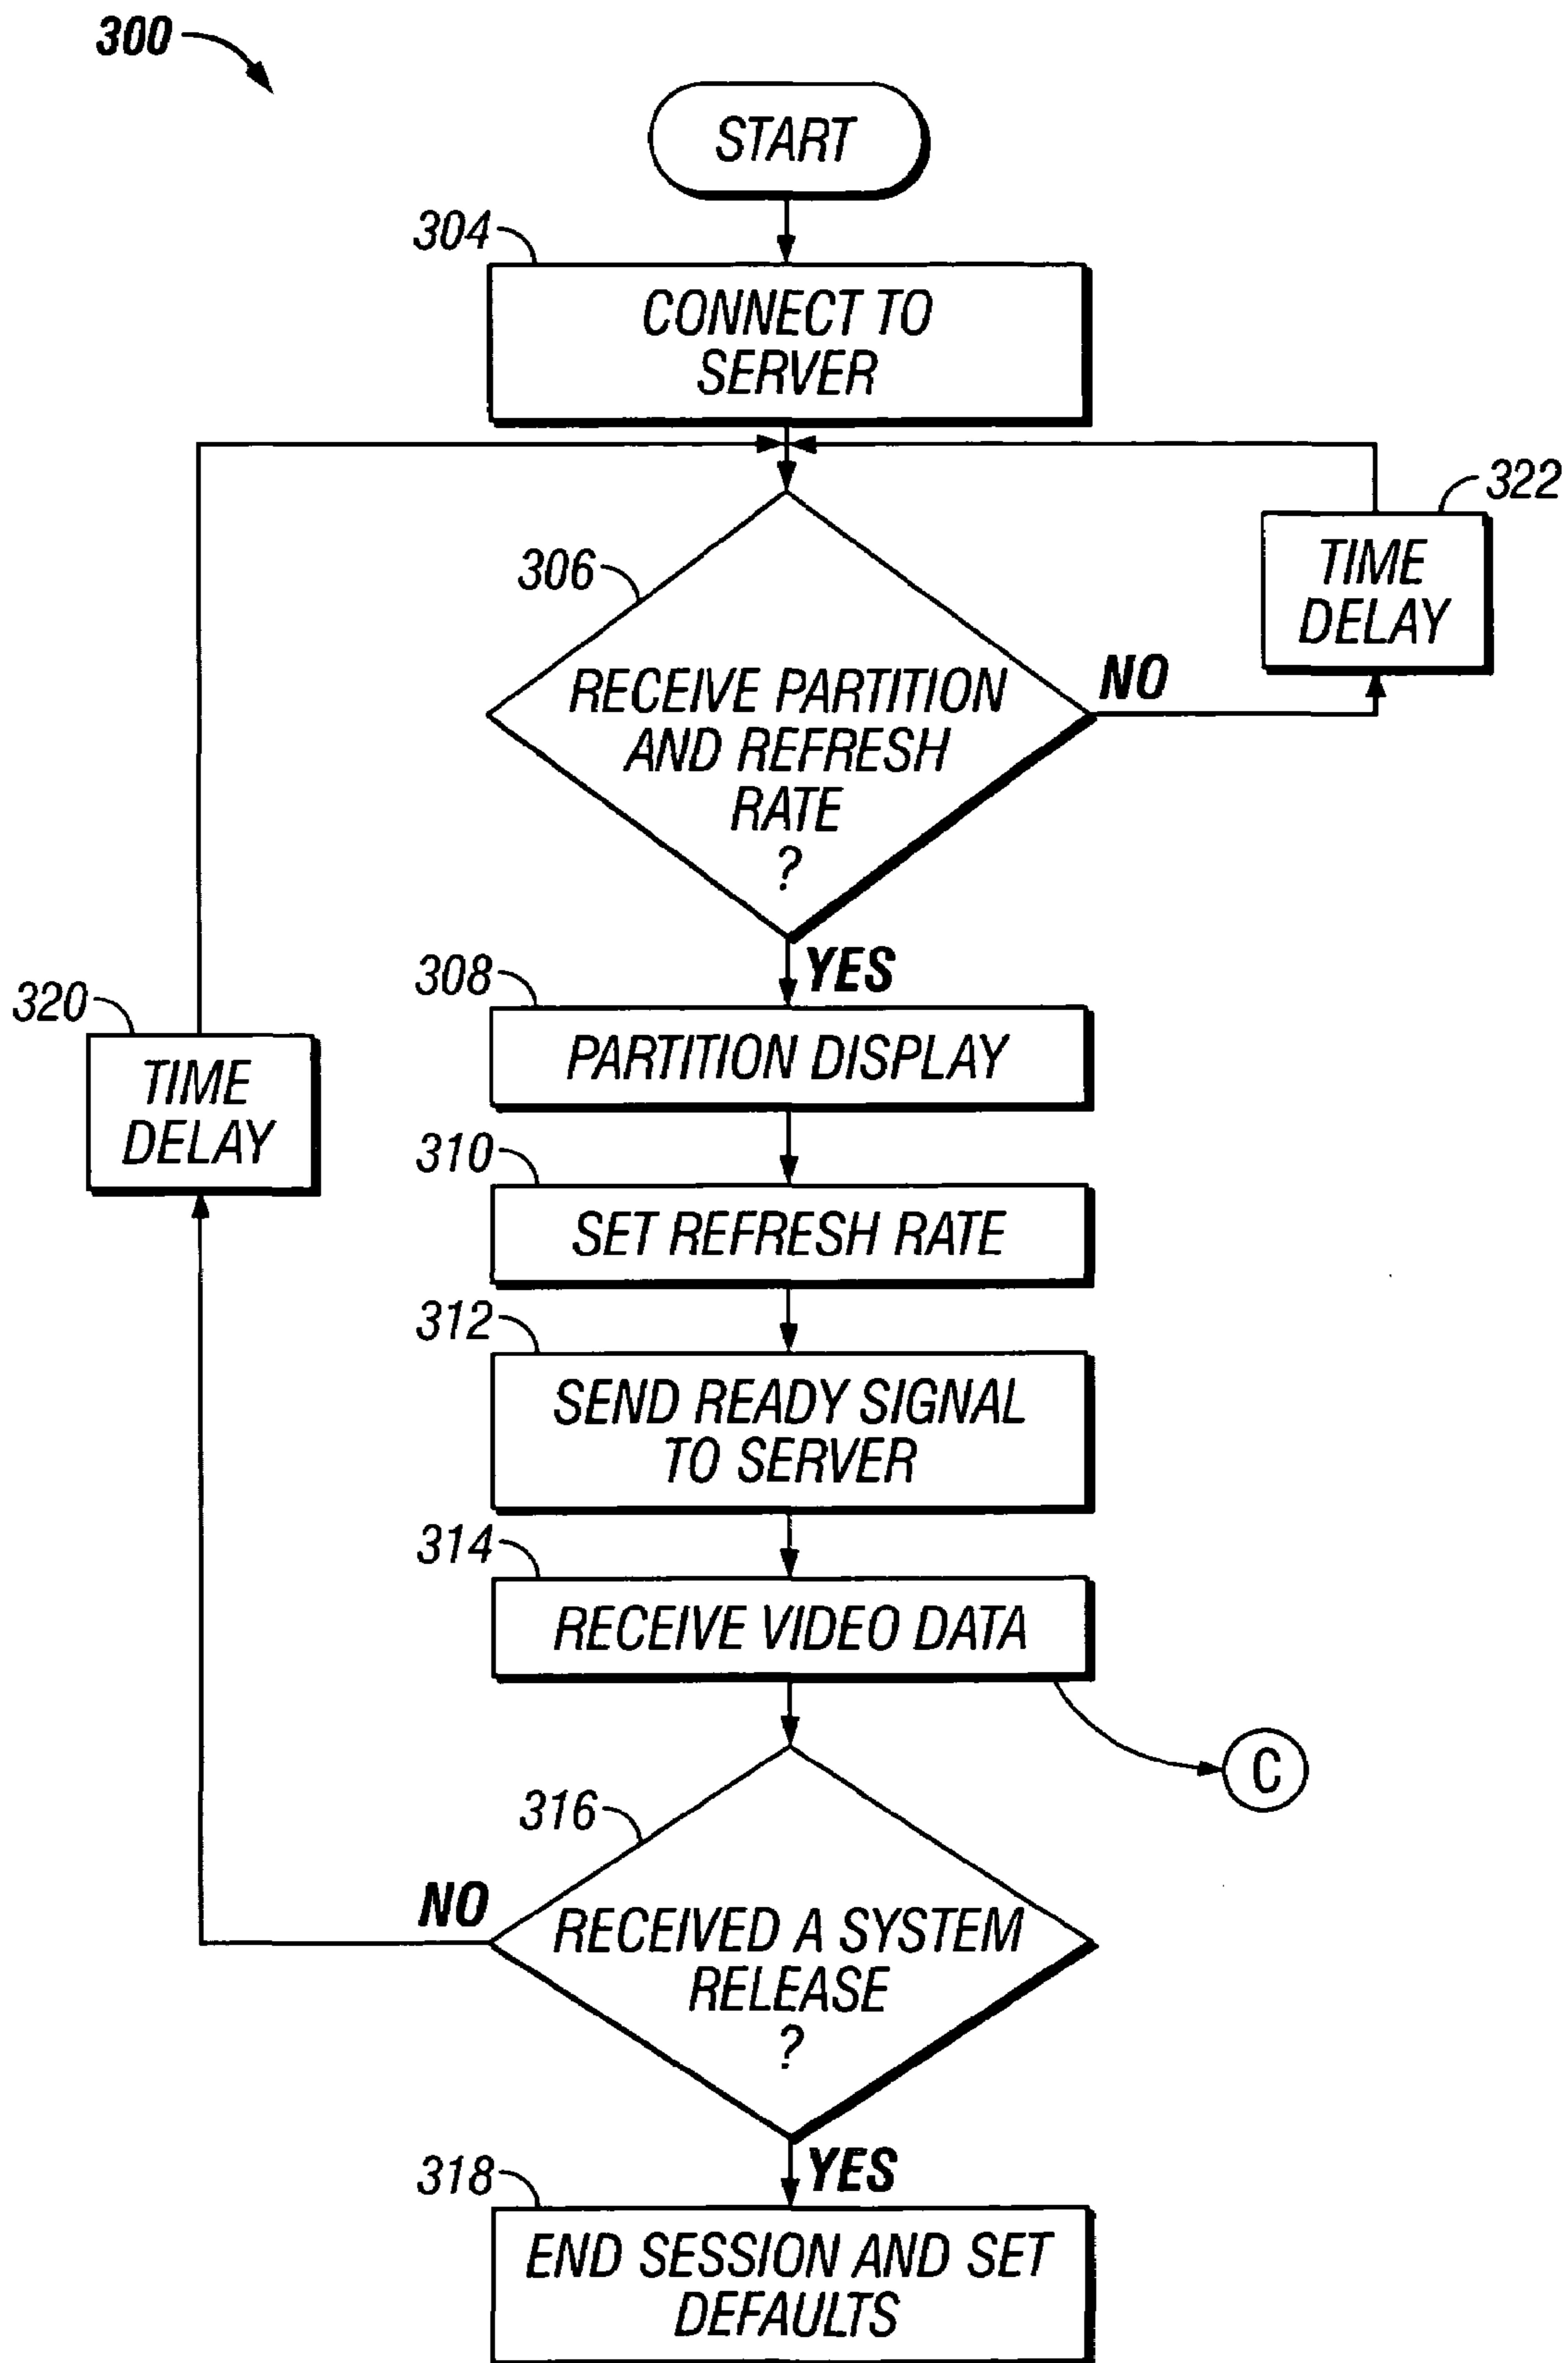 300
START
304
CONNECT TO
SERVER
322
TIME
DELAY
306
RECEIVE PARTITION
AND REFRESH
RATE
?
NO
YES
308
PARTITION DISPLAY
320
TIME
DELAY
310
SET REFRESH RATE
312
SEND READY SIGNAL
TO SERVER
314
RECEIVE VIDEO DATA
C
316
RECEIVED A SYSTEM
RELEASE
?
NO
YES
318
END SESSION AND SET
DEFAULTS